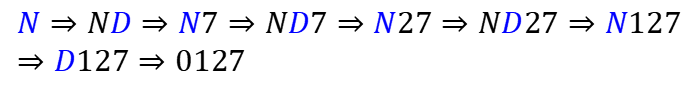 N ⇒ ND ⇒ N7 ⇒ ND7 ⇒ N27 ⇒ ND27 ⇒ N127
⇒ D127 ⇒ 0127